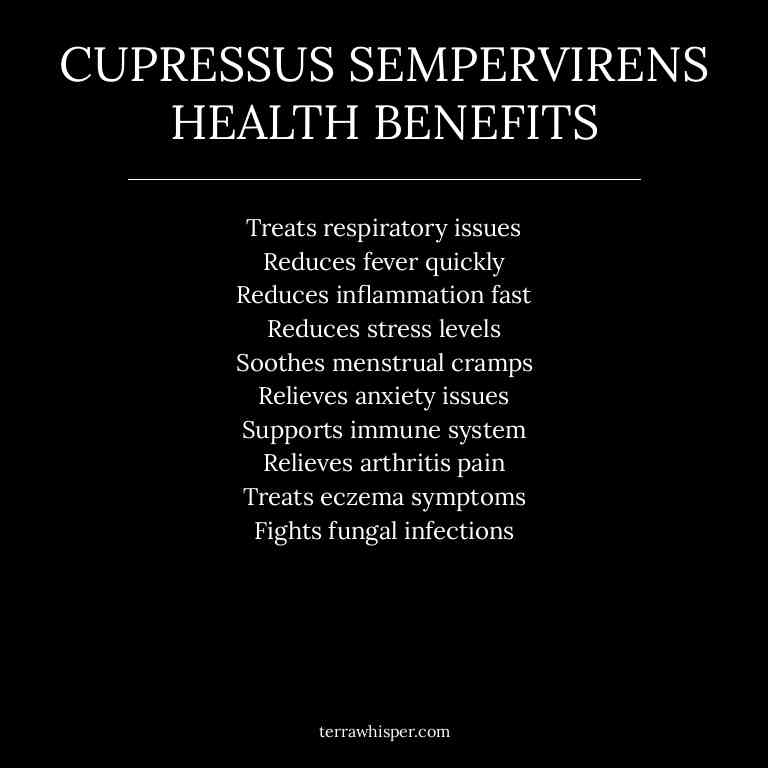 CUPRESSUS SEMPERVIRENS
HEALTH BENEFITS
Treats respiratory issues
Reduces fever quickly
Reduces inflammation fast
Reduces stress levels
Soothes menstrual cramps
Relieves anxiety issues
Supports immune system
Relieves arthritis pain
Treats eczema symptoms
Fights fungal infections
terrawhisper.com